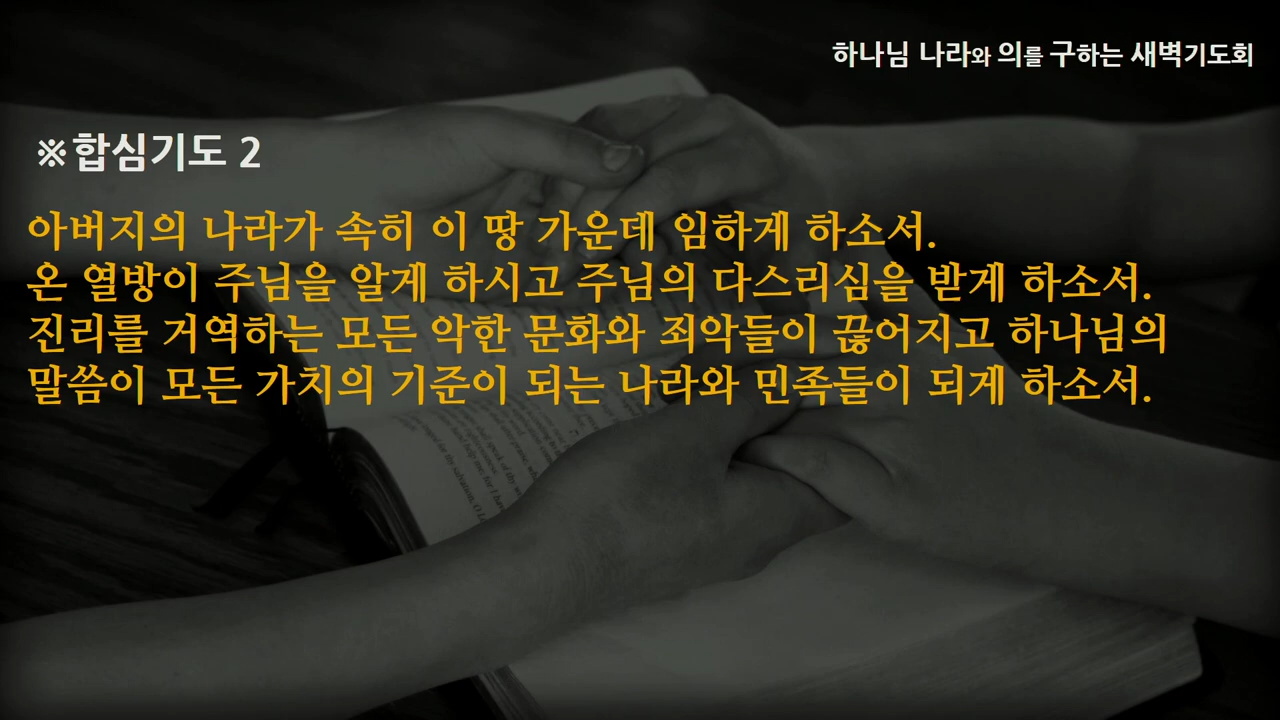 하나님 나라와 의를 구하는 새벽기도회
※합심기도 2
아버지의 나라가 속히 이 땅 가운데 임하게 하소서.
온 열방이 주님을 알게 하시고 주님의 다스리심을 받게 하소서.
진리를 거역하는 모든 악한 문화와 죄악들이 끊어지고 하나님의
말씀이 모든 가치의 기준이 되는 나라와 민족들이 되게 하소서.